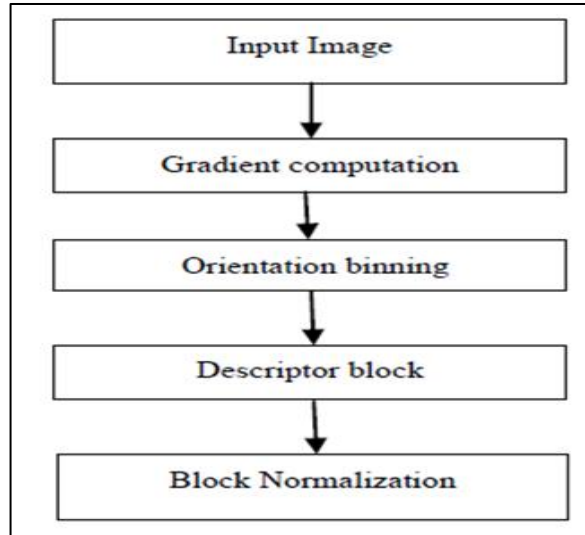 Input Image
Gradient computation
Orientation binning
Descriptor block
Block Normalization